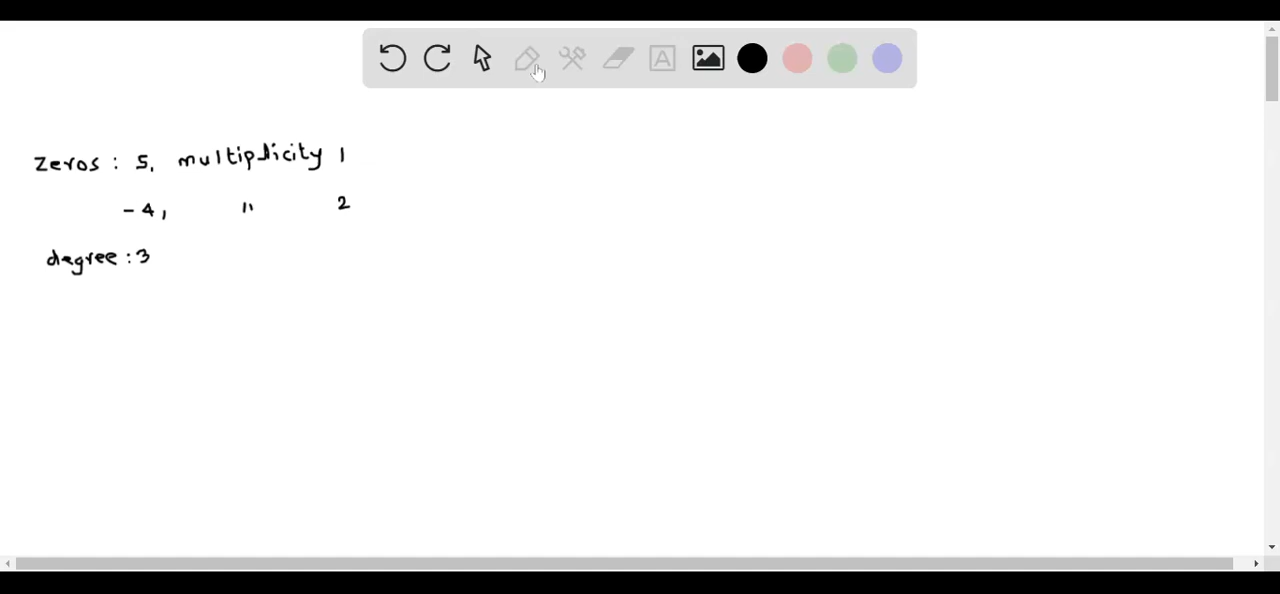 zeros : 5, multiplicity 1
-4, " 2
degree : 3